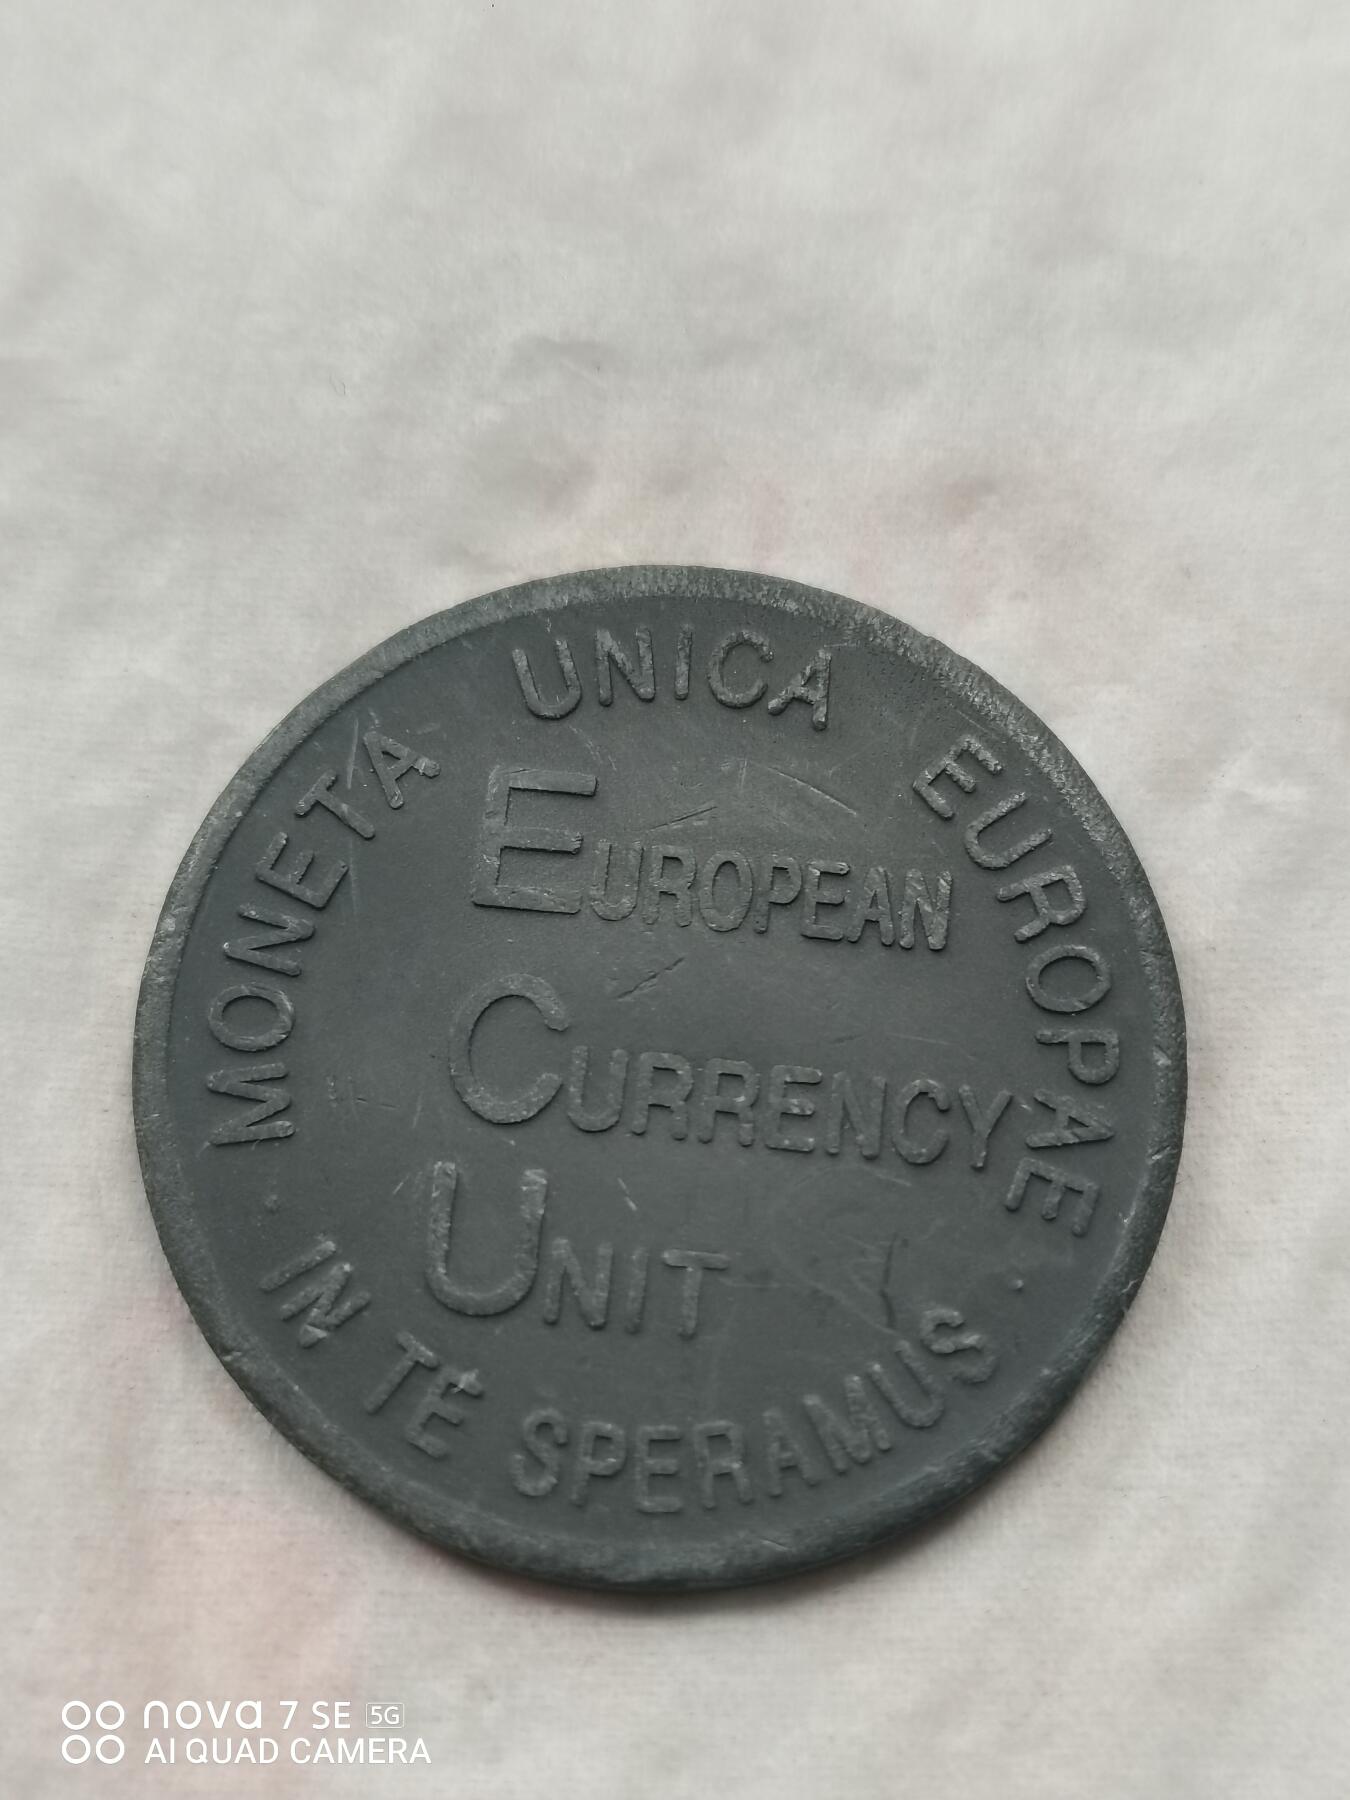 MONETA UNICA EUROPAE
EUROPEAN
CURRENCY
UNIT
· IN TE SPERAMUS ·
nova 7 SE 5G
AI QUAD CAMERA